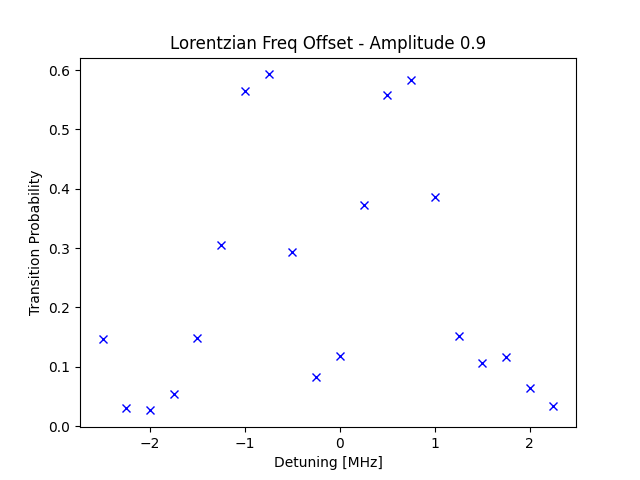 Lorentzian Freq Offset - Amplitude 0.9
0.6
0.5
0.4
0.3
0.2
0.1
0.0
Transition Probability
−2 −1 0 1 2
Detuning [MHz]